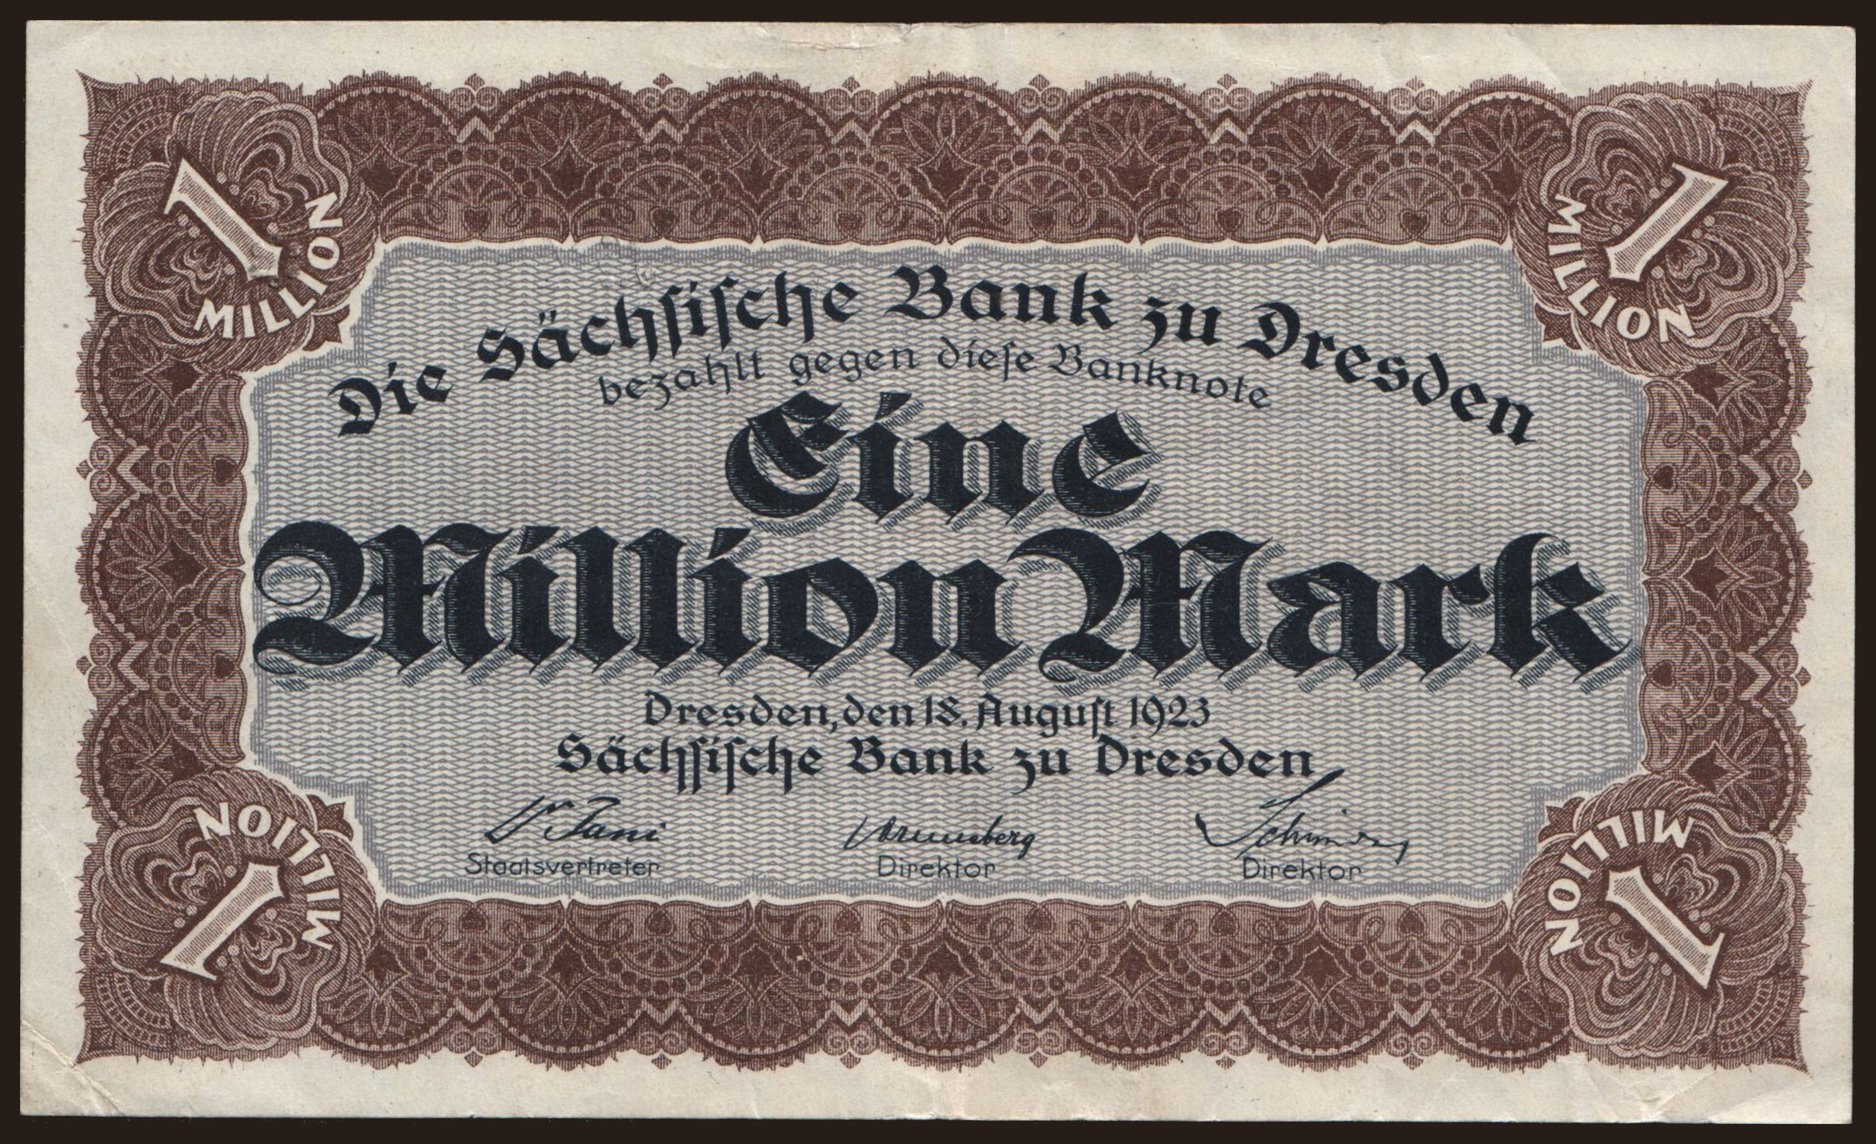 1 MILLION
1 MILLION
Die Sächsische Bank zu Dresden
bezahlt gegen diese Banknote
Eine
Million Mark
Dresden, den 18. August 1923
Sächsische Bank zu Dresden
Staatsvertreter
Direktor
Direktor
1 MILLION
1 MILLION